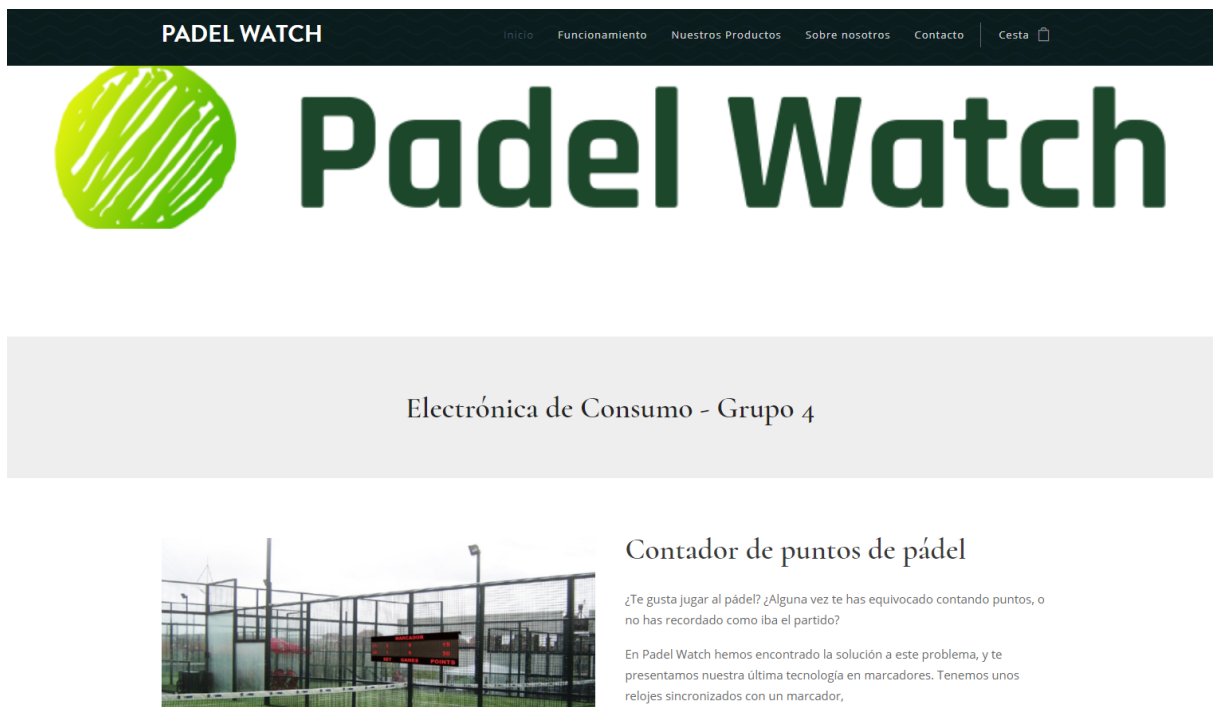 PADEL WATCH
Inicio
Funcionamiento
Nuestros Productos
Sobre nosotros
Contacto
Cesta
Padel Watch
Electrónica de Consumo - Grupo 4
Contador de puntos de pádel
¿Te gusta jugar al pádel? ¿Alguna vez te has equivocado contando puntos, o
no has recordado como iba el partido?
En Padel Watch hemos encontrado la solución a este problema, y te
presentamos nuestra última tecnología en marcadores. Tenemos unos
relojes sincronizados con un marcador,
MARCADOR
SET GAMES POINTS